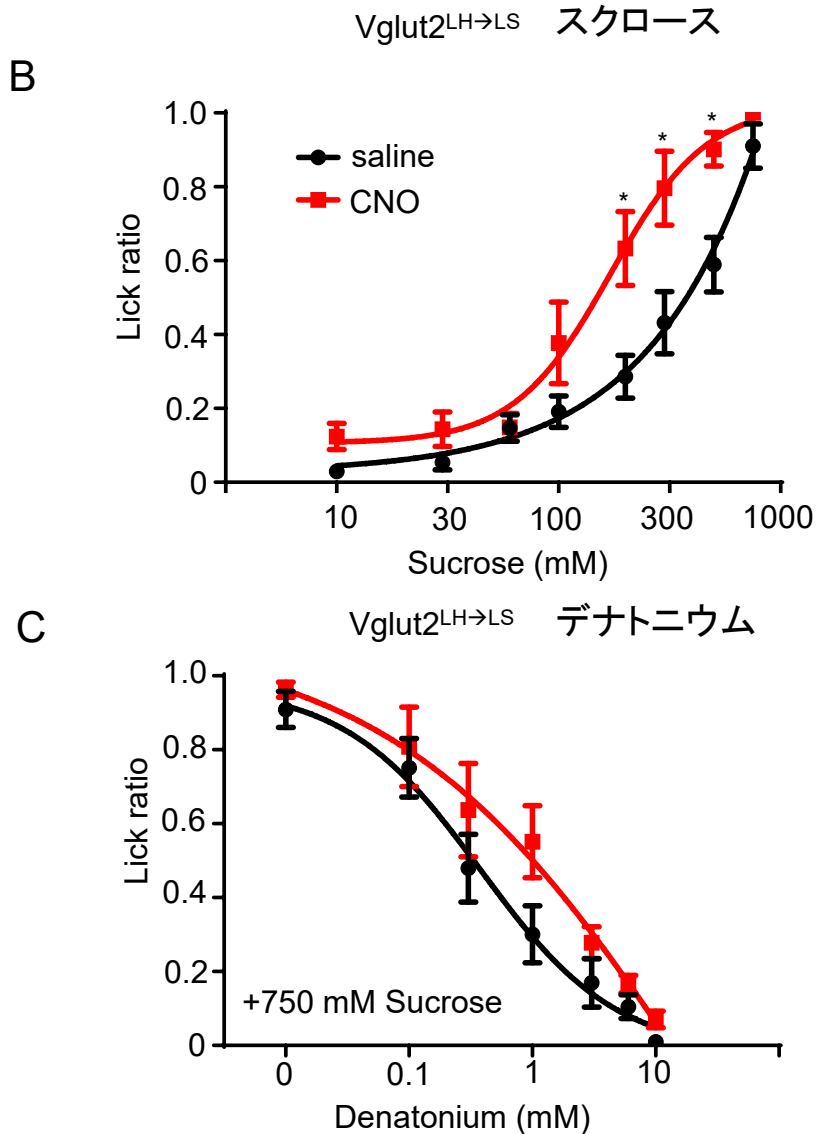 Vglut2LH→LS スクロース
B
1.0
0.8
0.6
0.4
0.2
0
Lick ratio
saline
CNO
*
*
*
10 30 100 300 1000
Sucrose (mM)
C
Vglut2LH→LS デナトニウム
1.0
0.8
0.6
0.4
0.2
0
Lick ratio
+750 mM Sucrose
0 0.1 1 10
Denatonium (mM)